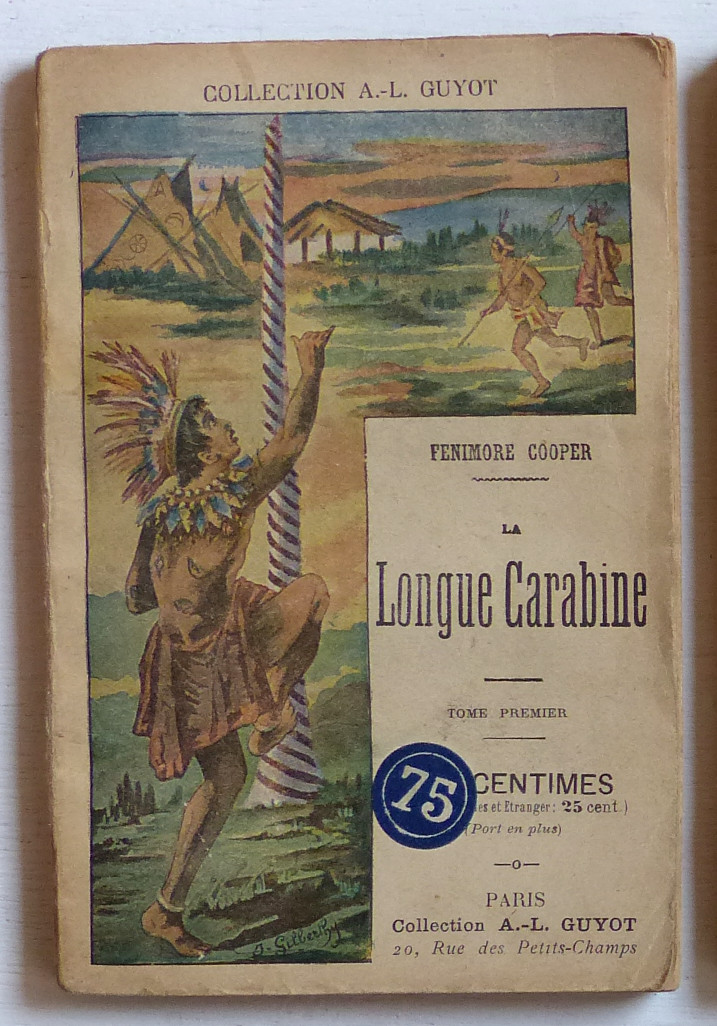 COLLECTION A.-L. GUYOT
FENIMORE COOPER
LA
Longue Carabine
TOME PREMIER
75 CENTIMES
es et Etranger: 25 cent.)
(Port en plus)
PARIS
Collection A.-L. GUYOT
20, Rue des Petits-Champs